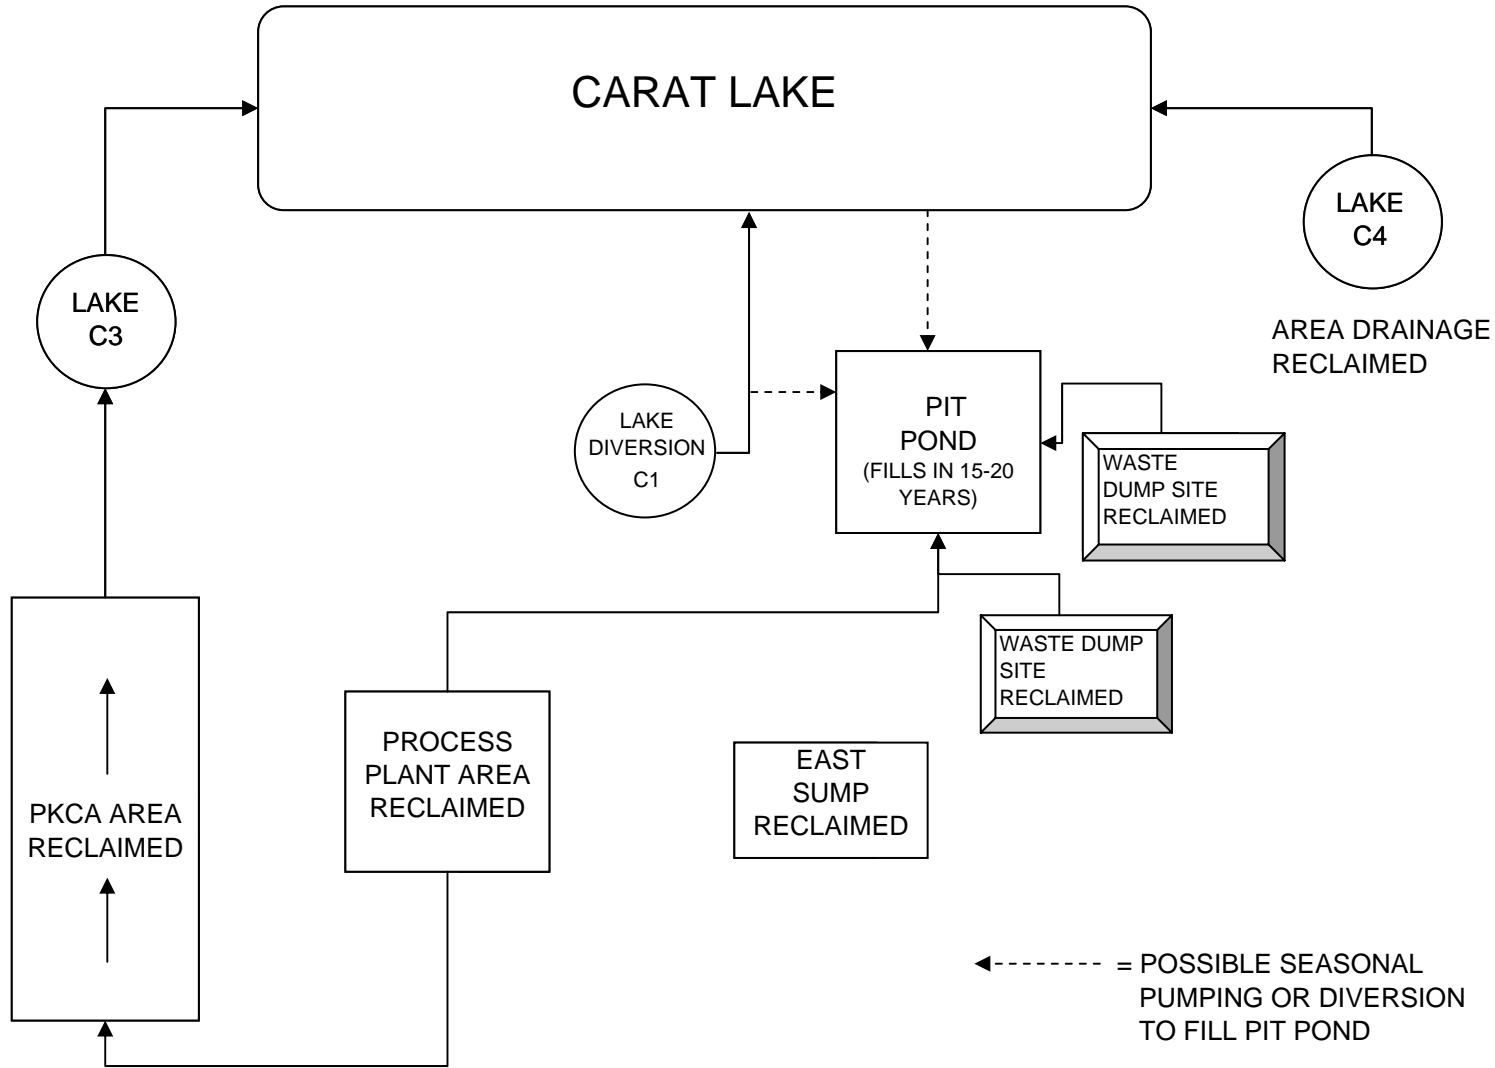 CARAT LAKE
LAKE
C4
LAKE
C3
AREA DRAINAGE
RECLAIMED
PIT
POND
(FILLS IN 15-20
YEARS)
LAKE
DIVERSION
C1
WASTE
DUMP SITE
RECLAIMED
WASTE DUMP
SITE
RECLAIMED
PROCESS
PLANT AREA
RECLAIMED
EAST
SUMP
RECLAIMED
PKCA AREA
RECLAIMED
= POSSIBLE SEASONAL
PUMPING OR DIVERSION
TO FILL PIT POND